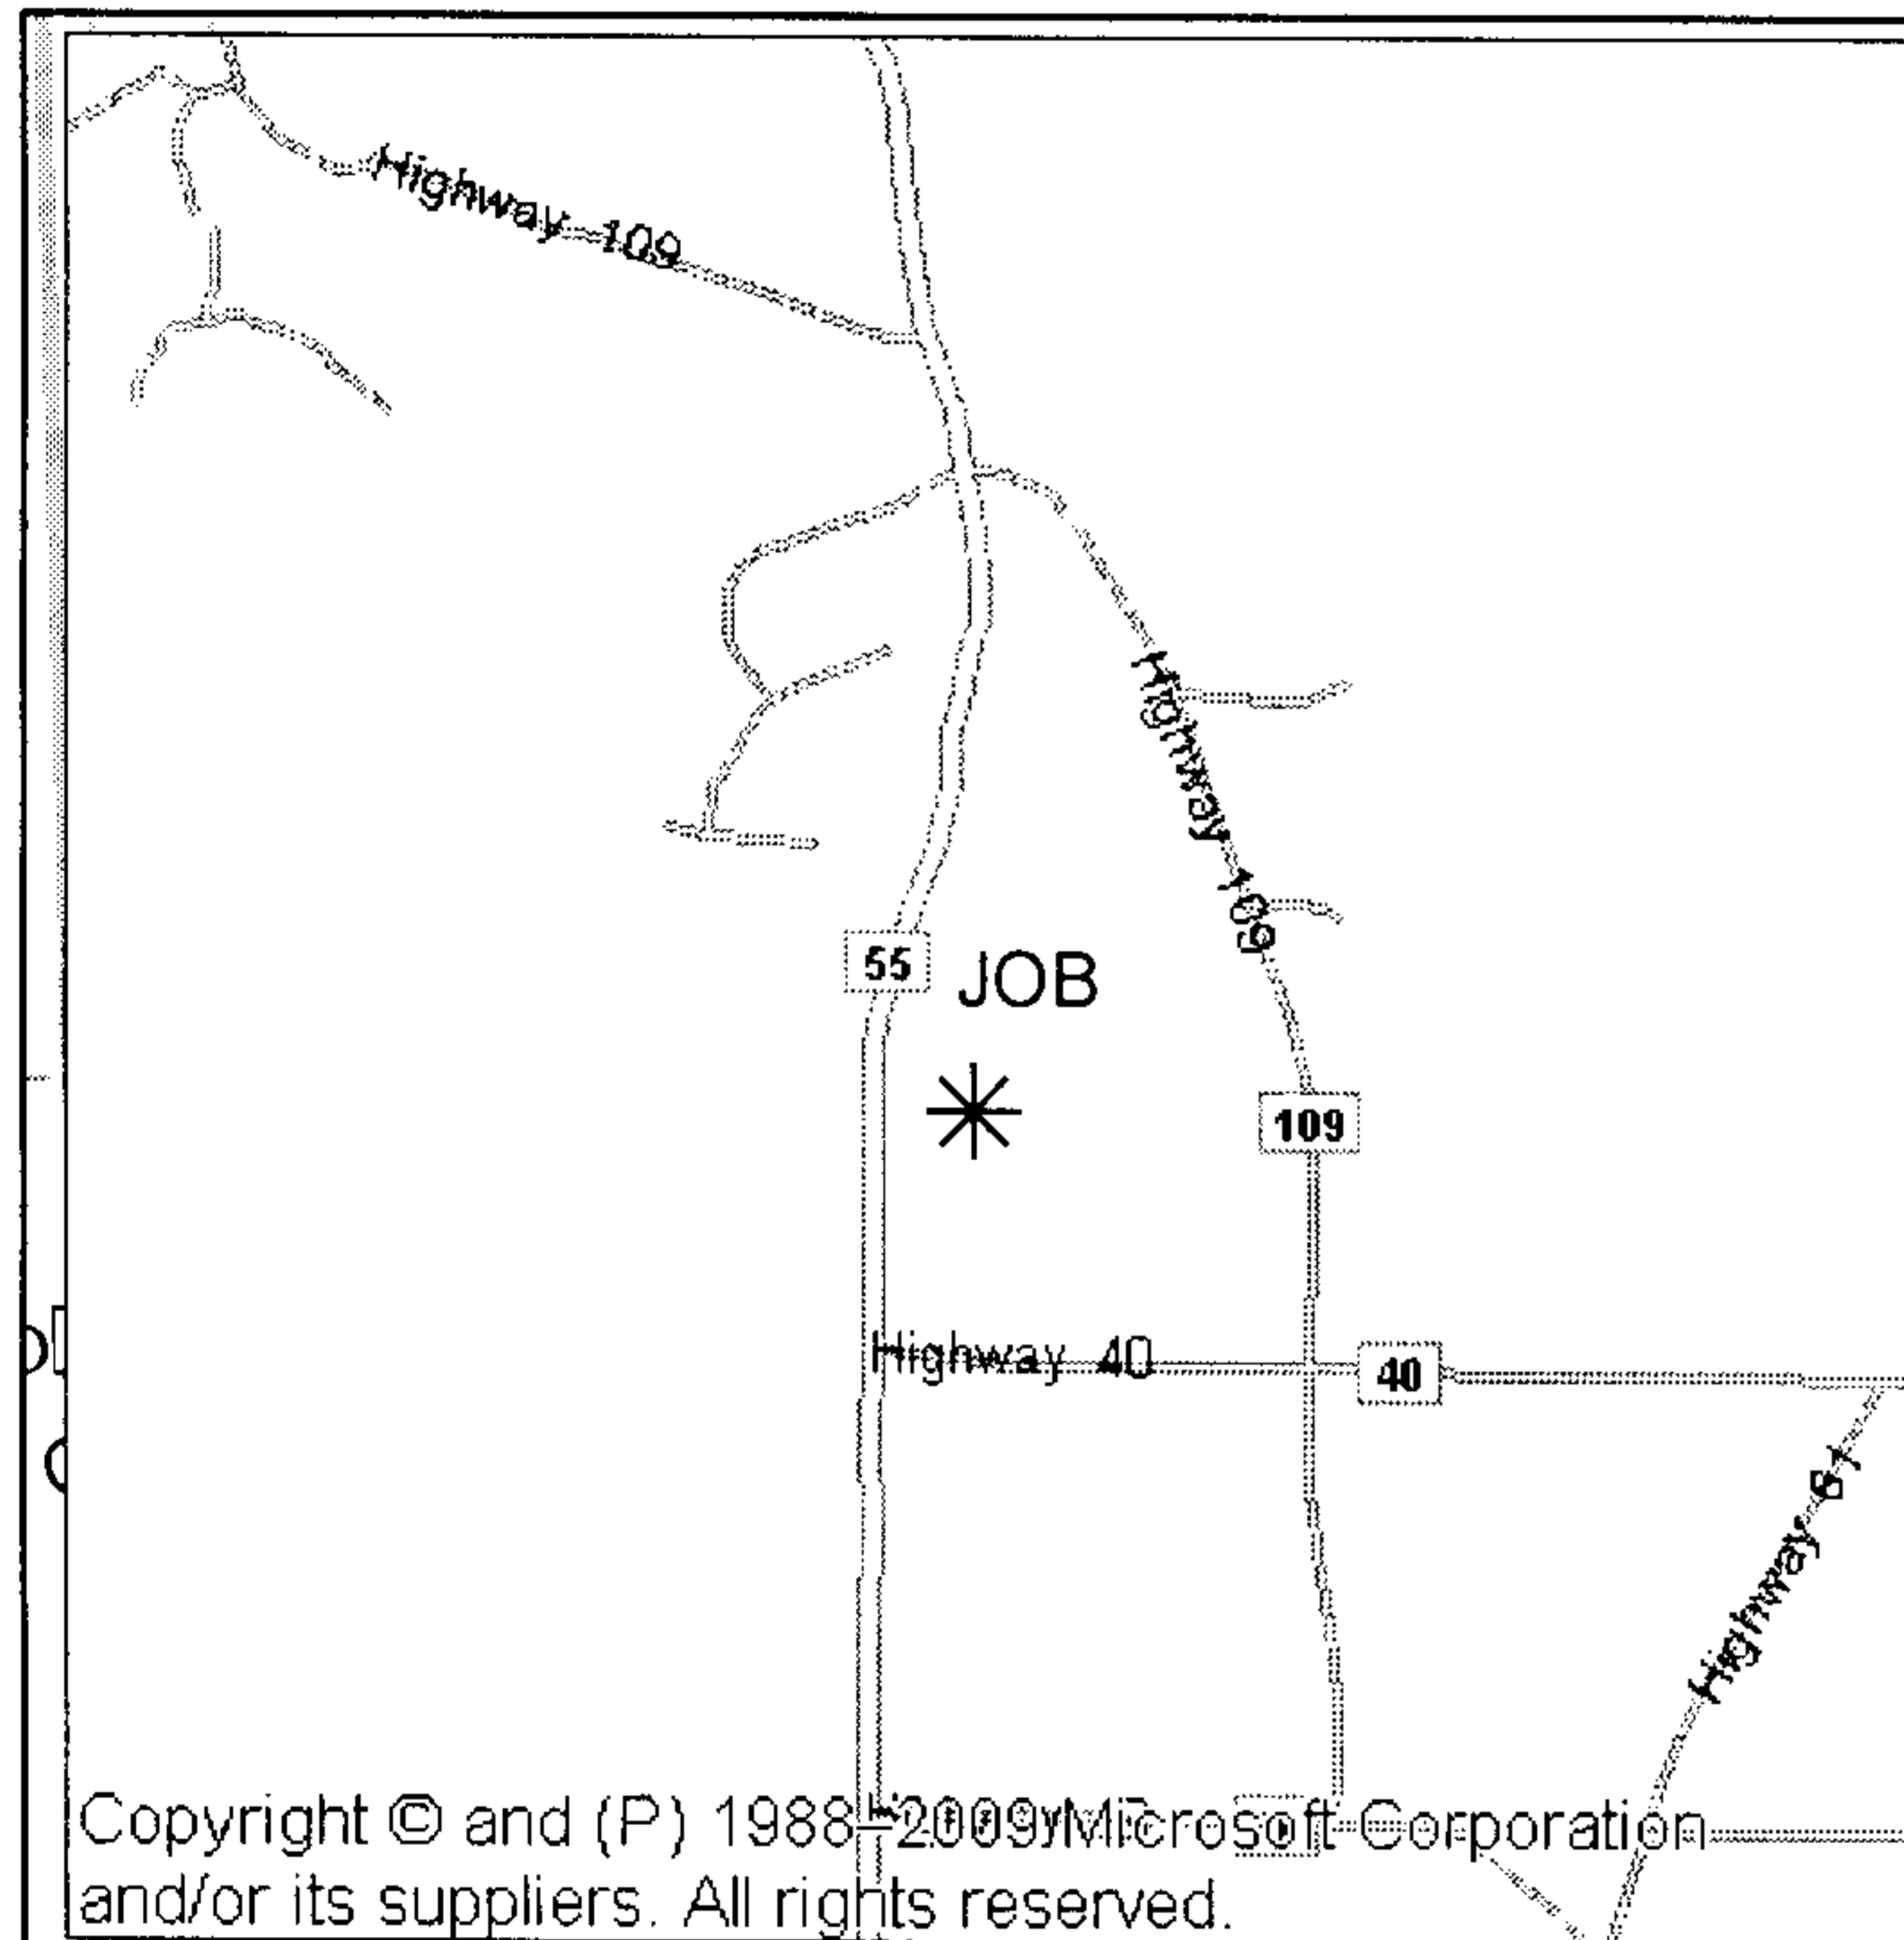 Highway 109
Highway 109
55
JOB
109
Highway 40
40
Highway 61
Copyright © and (P) 1988-2009 Microsoft Corporation
and/or its suppliers. All rights reserved.